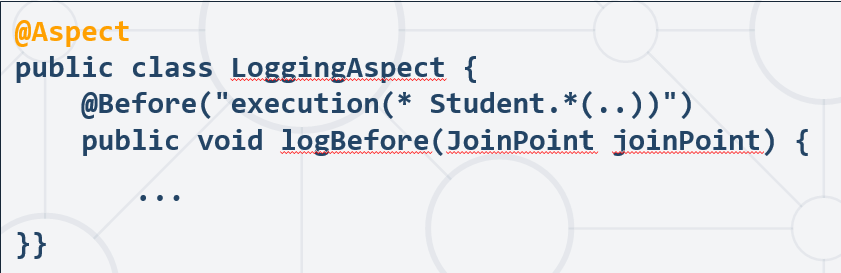 @Aspect
public class LoggingAspect {
@Before("execution(* Student.*(..))")
public void logBefore(JoinPoint joinPoint) {
...
}}